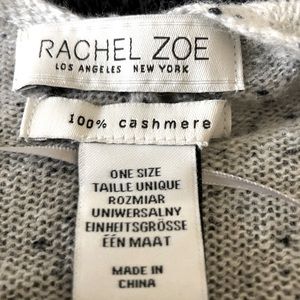 RACHEL ZOE
LOS ANGELES NEW YORK
100% cashmere
ONE SIZE
TAILLE UNIQUE
ROZMIAR
UNIWERSALNY
EINHEITSGRÖSSE
ÉÉN MAAT
MADE IN
CHINA